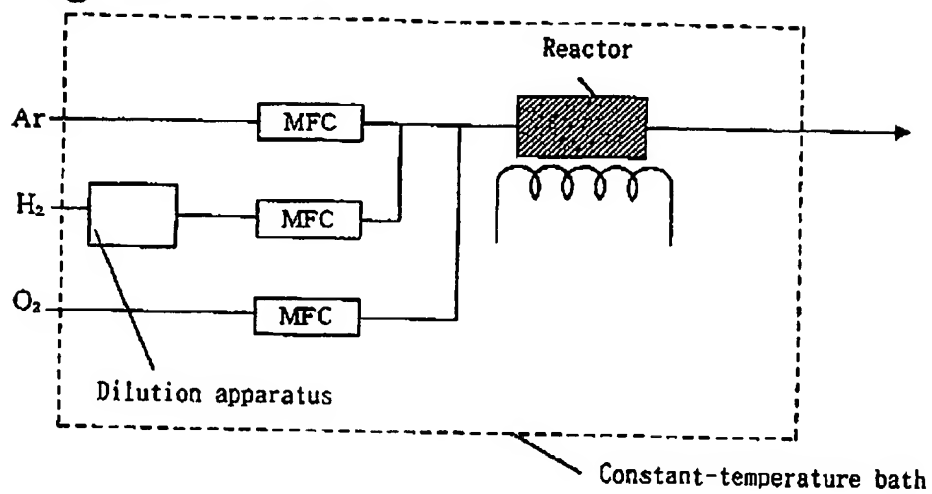 Reactor
Ar
MFC
H₂
MFC
O₂
MFC
Dilution apparatus
Constant-temperature bath